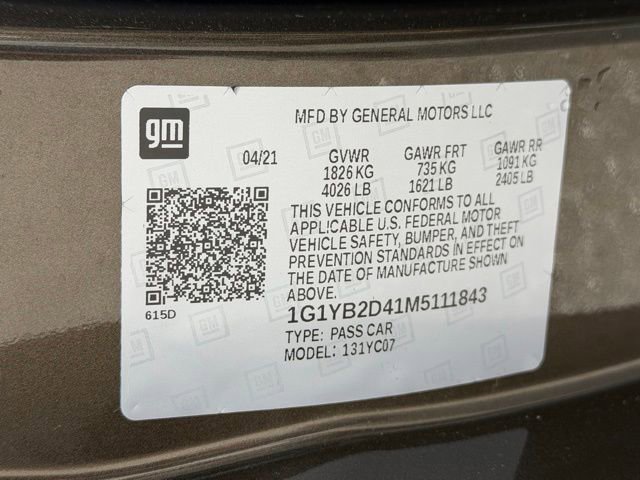 gm
MFD BY GENERAL MOTORS LLC
04/21 GVWR GAWR FRT GAWR RR
1826 KG 735 KG 1091 KG
4026 LB 1621 LB 2405 LB
THIS VEHICLE CONFORMS TO ALL
APPLICABLE U.S. FEDERAL MOTOR
VEHICLE SAFETY, BUMPER, AND THEFT
PREVENTION STANDARDS IN EFFECT ON
THE DATE OF MANUFACTURE SHOWN
ABOVE.
615D
1G1YB2D41M5111843
TYPE: PASS CAR
MODEL: 131YC07